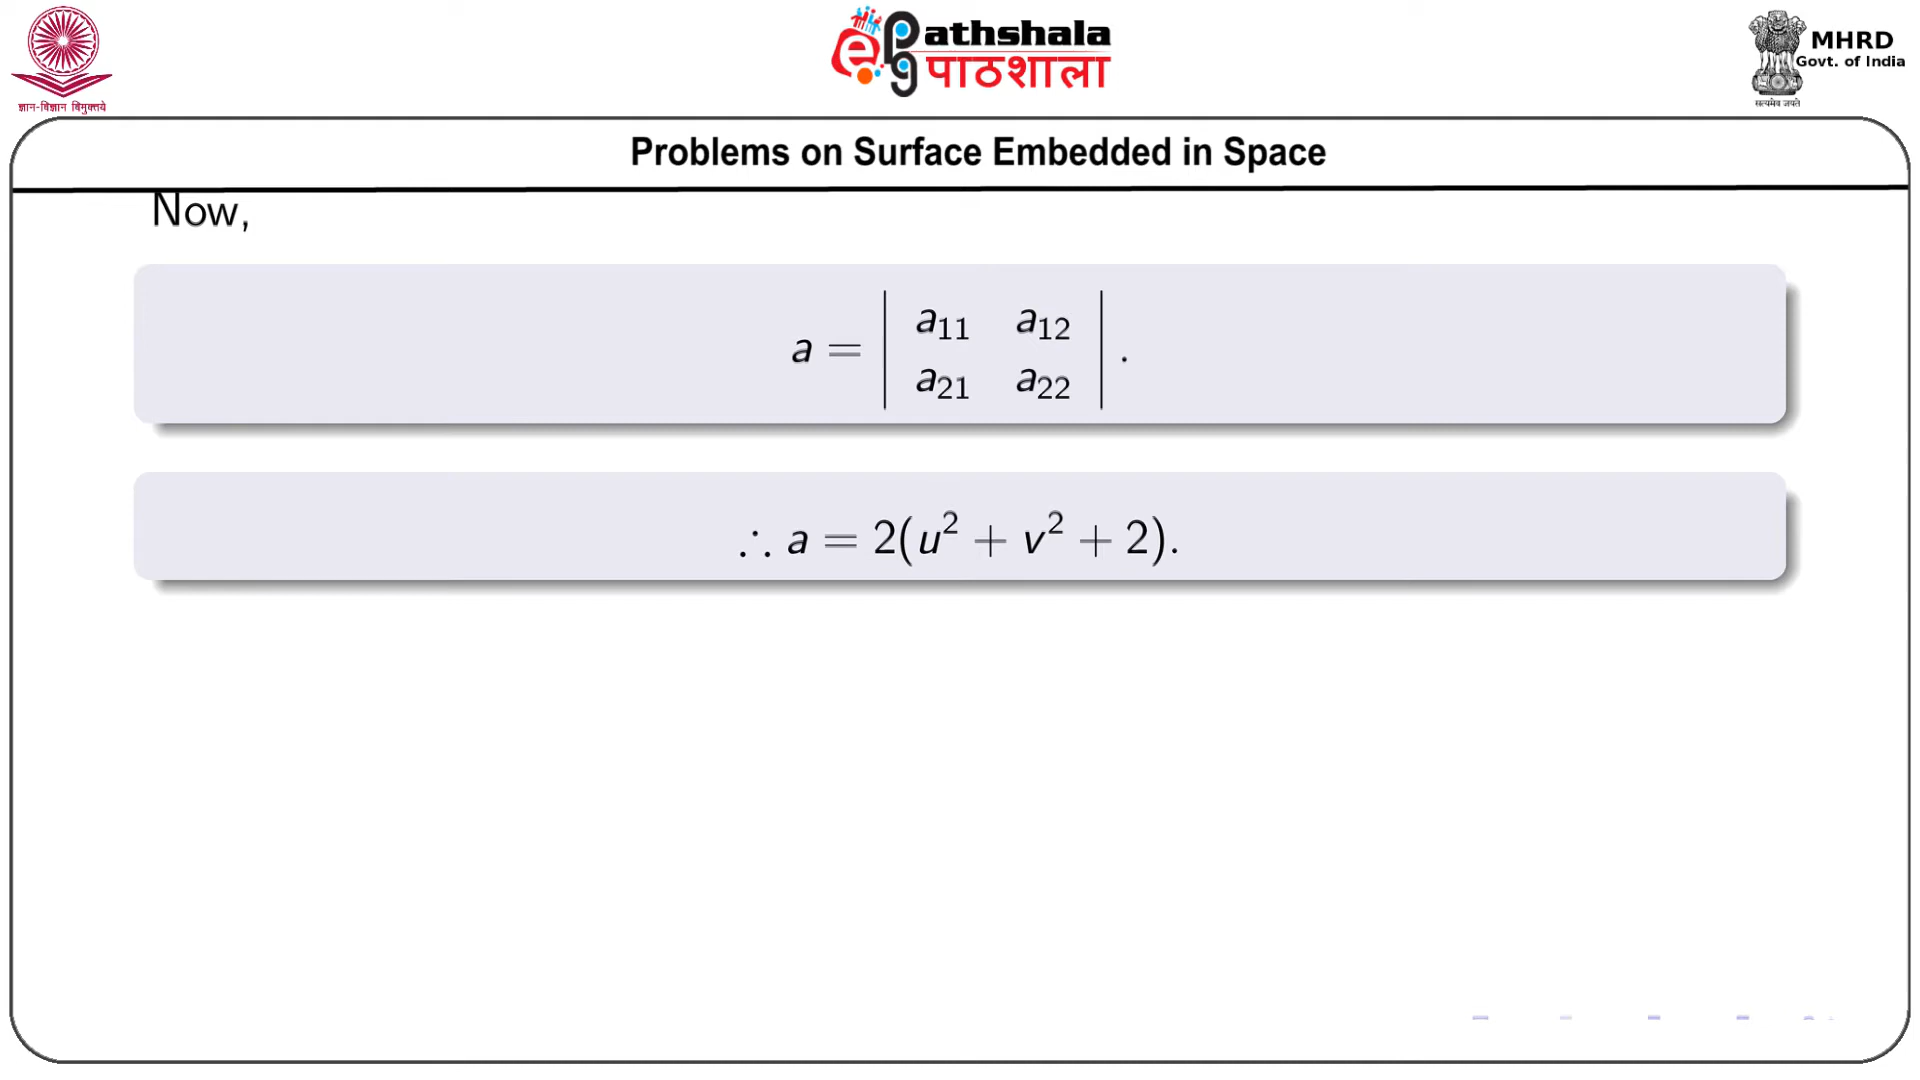 ज्ञान-विज्ञान विमुक्तये
e PG Pathshala
पाठशाला
MHRD
Govt. of India
सत्यमेव जयते
Problems on Surface Embedded in Space
Now,
a = | a₁₁ a₁₂ |
| a₂₁ a₂₂ | .
∴ a = 2(u² + v² + 2).